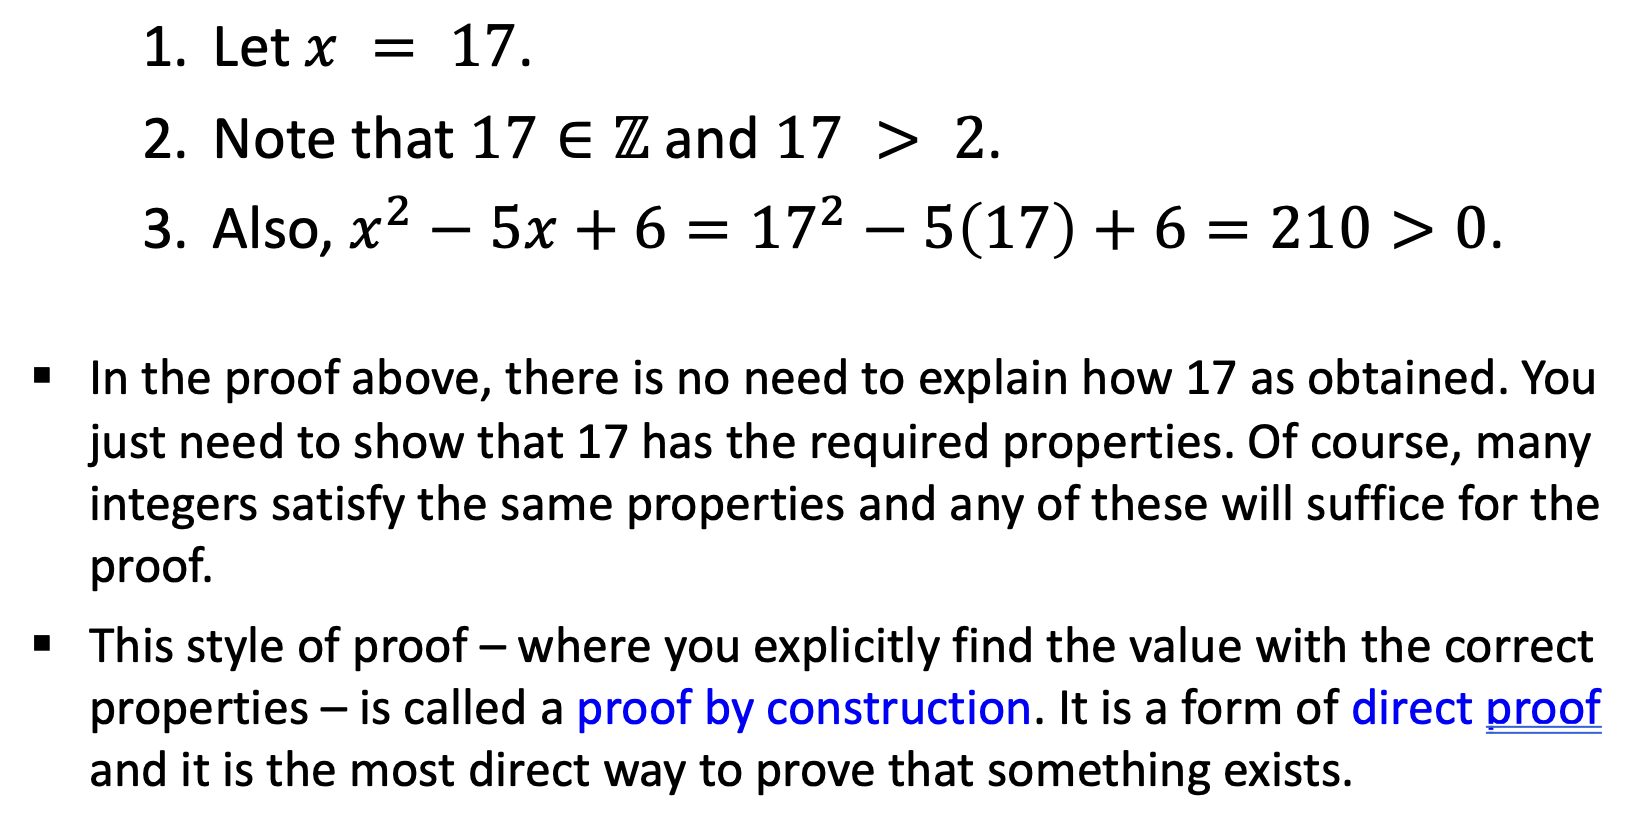 1. Let x = 17.
2. Note that 17 ∈ ℤ and 17 > 2.
3. Also, x² − 5x + 6 = 17² − 5(17) + 6 = 210 > 0.
▪ In the proof above, there is no need to explain how 17 as obtained. You
just need to show that 17 has the required properties. Of course, many
integers satisfy the same properties and any of these will suffice for the
proof.
▪ This style of proof – where you explicitly find the value with the correct
properties – is called a proof by construction. It is a form of direct proof
and it is the most direct way to prove that something exists.